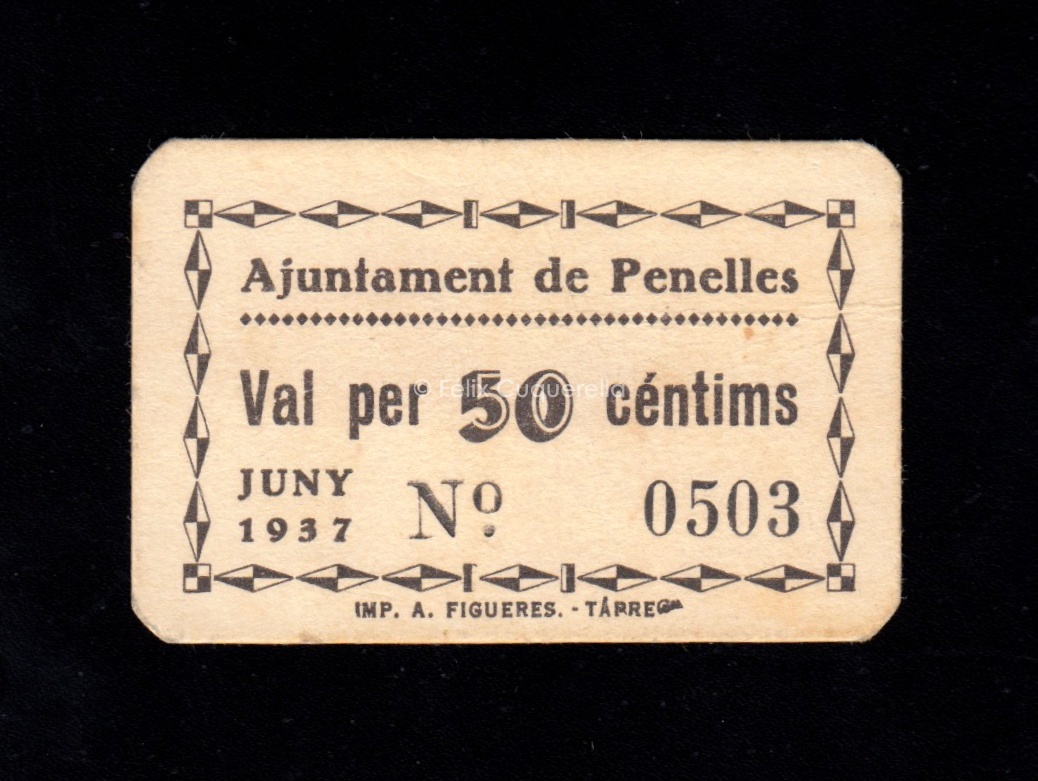 Ajuntament de Penelles
Val per 50 céntims
© Felix Cuquerella
JUNY
1937
Nº 0503
IMP. A. FIGUERES. - TÀRREGA